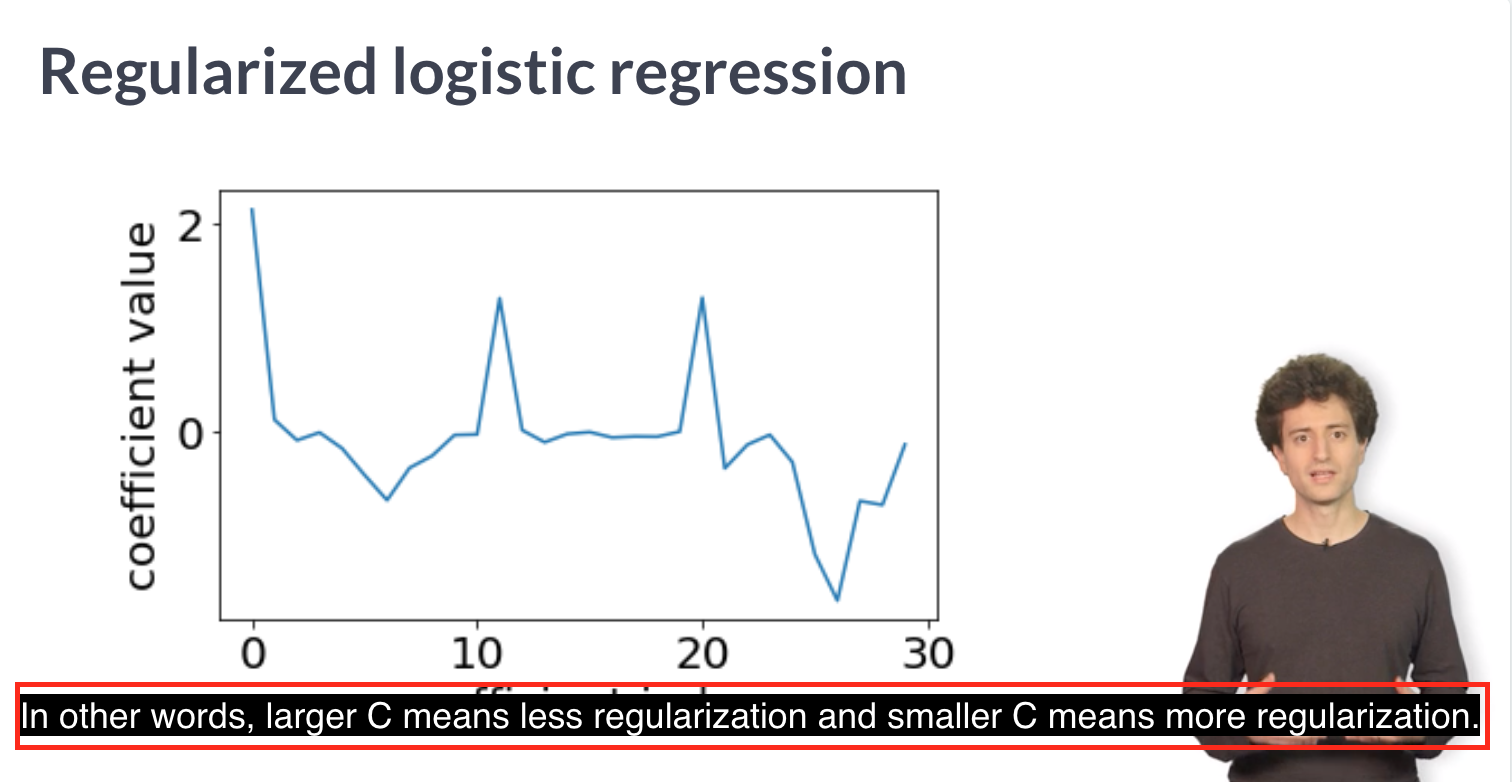 Regularized logistic regression
coefficient value
2
0
0 10 20 30
In other words, larger C means less regularization and smaller C means more regularization.